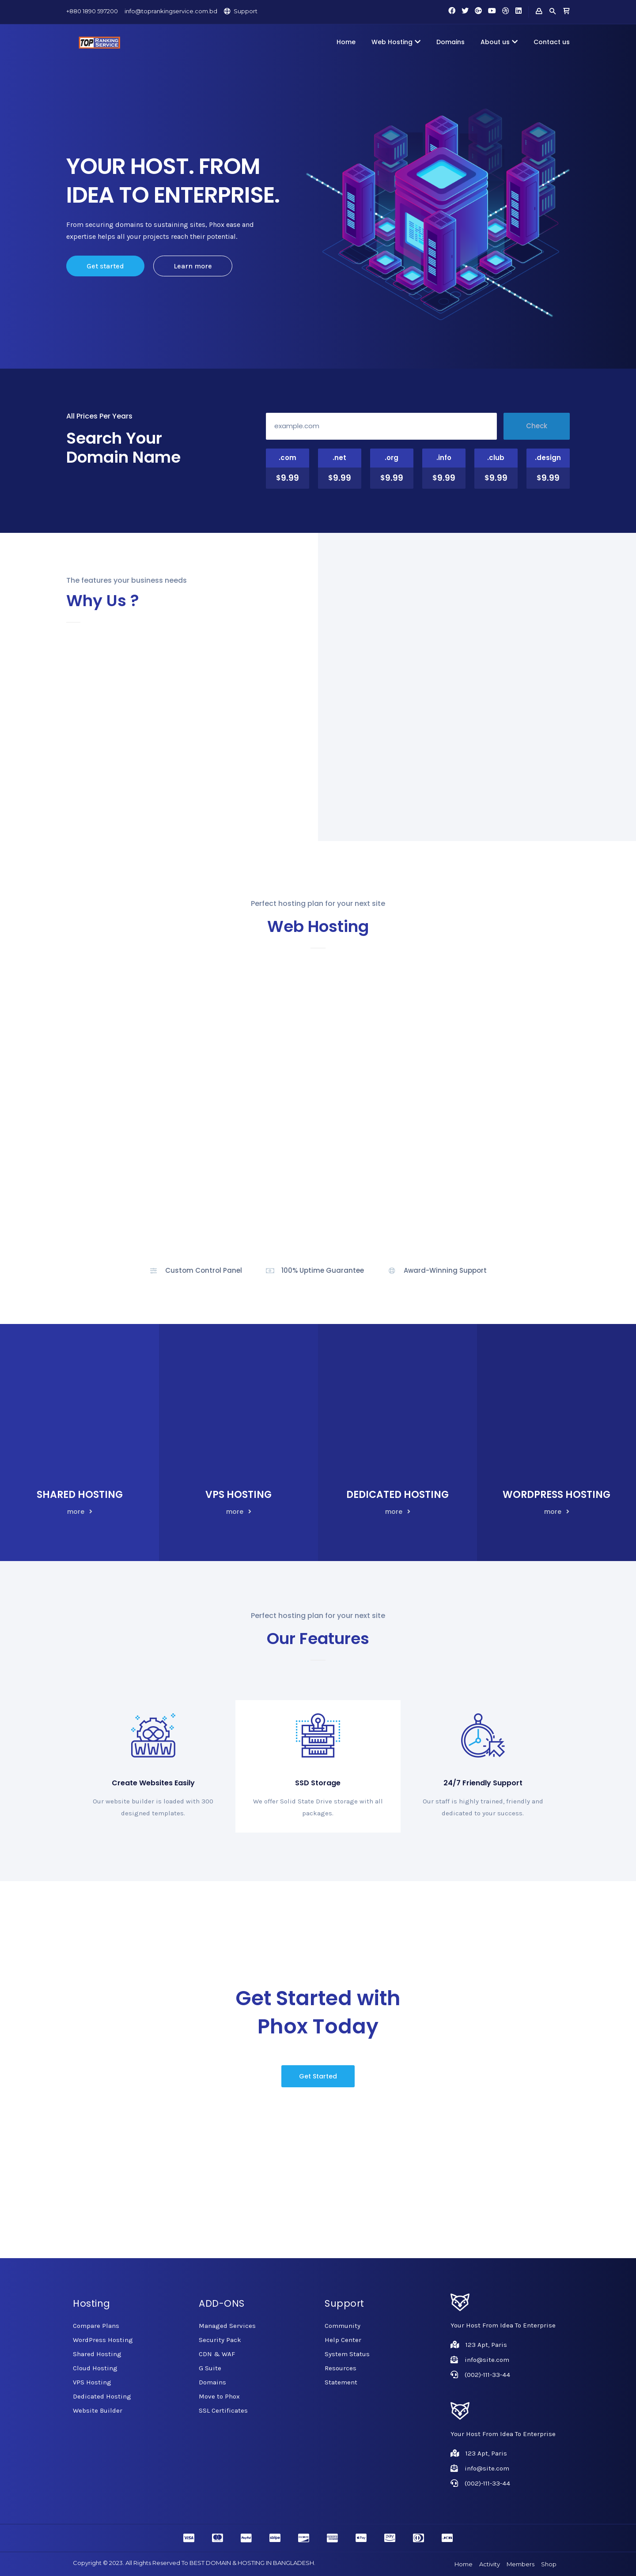 +880 1890 597200 info@toprankingservice.com.bd Support
TOP RANKING SERVICE
Home Web Hosting Domains About us Contact us
YOUR HOST. FROM
IDEA TO ENTERPRISE.
From securing domains to sustaining sites, Phox ease and
expertise helps all your projects reach their potential.
Get started Learn more
All Prices Per Years
Search Your
Domain Name
example.com Check
.com .net .org .info .club .design
$9.99 $9.99 $9.99 $9.99 $9.99 $9.99
The features your business needs
Why Us ?
Perfect hosting plan for your next site
Web Hosting
Custom Control Panel 100% Uptime Guarantee Award-Winning Support
SHARED HOSTING VPS HOSTING DEDICATED HOSTING WORDPRESS HOSTING
more more more more
Perfect hosting plan for your next site
Our Features
WWW
Create Websites Easily
Our website builder is loaded with 300
designed templates.
SSD Storage
We offer Solid State Drive storage with all
packages.
24/7 Friendly Support
Our staff is highly trained, friendly and
dedicated to your success.
Get Started with
Phox Today
Get Started
Hosting
Compare Plans
WordPress Hosting
Shared Hosting
Cloud Hosting
VPS Hosting
Dedicated Hosting
Website Builder
ADD-ONS
Managed Services
Security Pack
CDN & WAF
G Suite
Domains
Move to Phox
SSL Certificates
Support
Community
Help Center
System Status
Resources
Statement
Your Host From Idea To Enterprise
123 Apt, Paris
info@site.com
(002)-111-33-44
Your Host From Idea To Enterprise
123 Apt, Paris
info@site.com
(002)-111-33-44
Copyright © 2023. All Rights Reserved To BEST DOMAIN & HOSTING IN BANGLADESH
Home Activity Members Shop